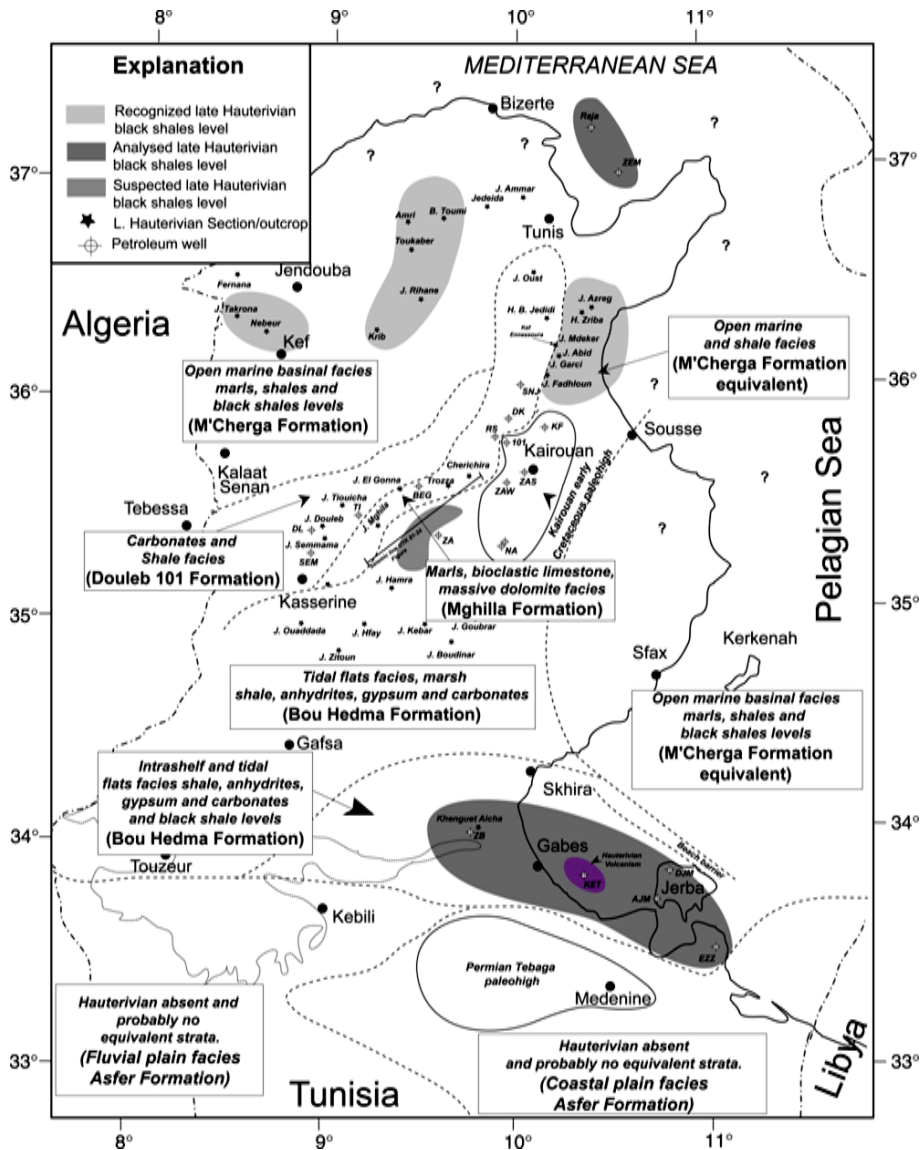 8° 9° 10° 11°
Explanation
Recognized late Hauterivian
black shales level
Analysed late Hauterivian
black shales level
Suspected late Hauterivian
black shales level
L. Hauterivian Section/outcrop
Petroleum well
MEDITERRANEAN SEA
?
Bizerte
Raja
?
?
?
ZEM
37°
37°
J. Ammar
Jedeida
B. Toumi
Amri
Tunis
Toukaber
?
Fernana
Jendouba
J. Oust
J. Rihane
J. Azreg
J. Takrona
H. B. Jedidi
H. Zriba
Algeria
Nebeur
Krib
Kef
Ennassoura
J. Mdeker
Kef
J. Abid
J. Garci
Open marine
and shale facies
(M'Cherga Formation
equivalent)
Open marine basinal facies
marls, shales and
black shales levels
(M'Cherga Formation)
36°
36°
J. Fadhloun
SNJ
?
DK
KF
RS
101
Sousse
Kairouan
Kalaat
Senan
Cherichira
J. El Gonna
Trozza
BEG
ZAS
ZAW
?
Kairouan early
Cretaceous paleohigh
Pelagian Sea
Tebessa
J. Tiouicha
TI
J. Mghila
?
DL
J. Douleb
J. Semmama
SEM
ZA
NA
Carbonates and
Shale facies
(Douleb 101 Formation)
Marls, bioclastic limestone,
massive dolomite facies
(Mghilla Formation)
Kasserine
J. Hamra
35°
35°
J. Ouaddada
J. Hfay
J. Kebar
J. Goubrar
J. Zitoun
J. Boudinar
Kerkenah
Sfax
Tidal flats facies, marsh
shale, anhydrites, gypsum and carbonates
(Bou Hedma Formation)
Open marine basinal facies
marls, shales and
black shales levels
(M'Cherga Formation
equivalent)
Gafsa
Intrashelf and tidal
flats facies shale, anhydrites,
gypsum and carbonates
and black shale levels
(Bou Hedma Formation)
Skhira
34°
34°
Khenguet Aicha
ZB
Touzeur
Gabes
Hauterivian
Volcanism
KET
Beach barrier
DJM
Jerba
AJM
Kebili
EZZ
Permian Tebaga
paleohigh
Medenine
Hauterivian absent and
probably no
equivalent strata.
(Fluvial plain facies
Asfer Formation)
Hauterivian absent
and probably no equivalent strata.
(Coastal plain facies
Asfer Formation)
33°
33°
Libya
Tunisia
8° 9° 10° 11°